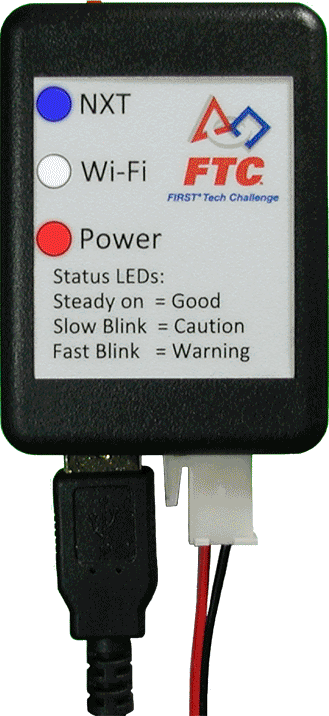 NXT
Wi-Fi
FTC®
FIRST® Tech Challenge
Power
Status LEDs:
Steady on = Good
Slow Blink = Caution
Fast Blink = Warning